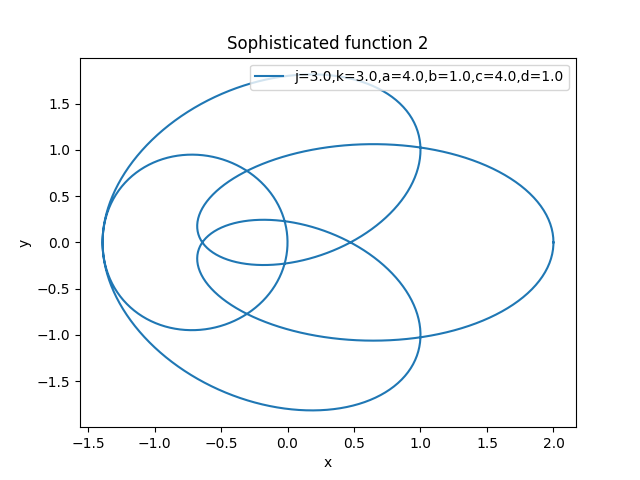 Sophisticated function 2
j=3.0,k=3.0,a=4.0,b=1.0,c=4.0,d=1.0
1.5
1.0
0.5
0.0
−0.5
−1.0
−1.5
y
−1.5 −1.0 −0.5 0.0 0.5 1.0 1.5 2.0
x